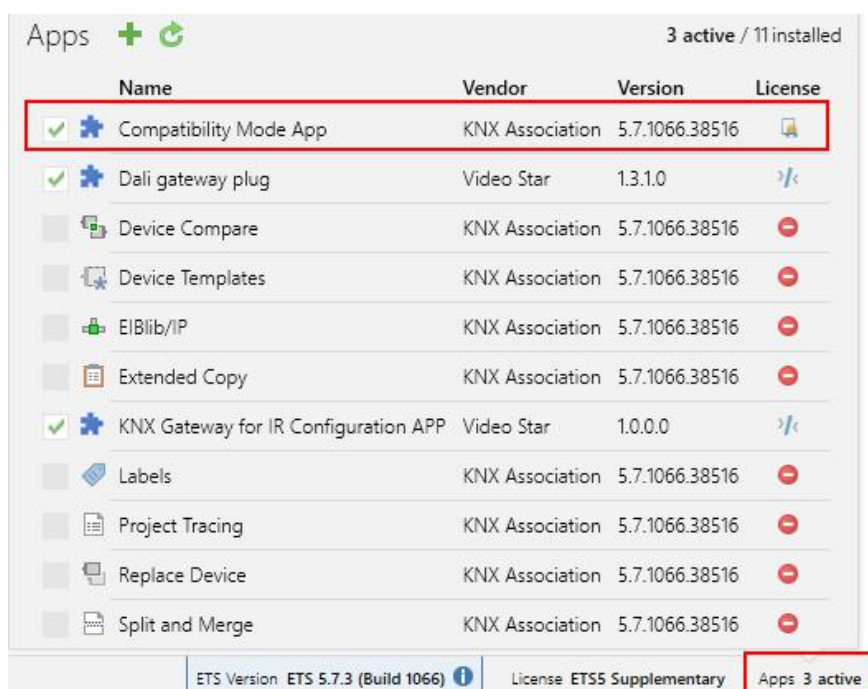 Apps 3 active / 11 installed
Name Vendor Version License
Compatibility Mode App KNX Association 5.7.1066.38516
Dali gateway plug Video Star 1.3.1.0
Device Compare KNX Association 5.7.1066.38516
Device Templates KNX Association 5.7.1066.38516
EIBlib/IP KNX Association 5.7.1066.38516
Extended Copy KNX Association 5.7.1066.38516
KNX Gateway for IR Configuration APP Video Star 1.0.0.0
Labels KNX Association 5.7.1066.38516
Project Tracing KNX Association 5.7.1066.38516
Replace Device KNX Association 5.7.1066.38516
Split and Merge KNX Association 5.7.1066.38516
ETS Version ETS 5.7.3 (Build 1066) License ETS5 Supplementary Apps 3 active